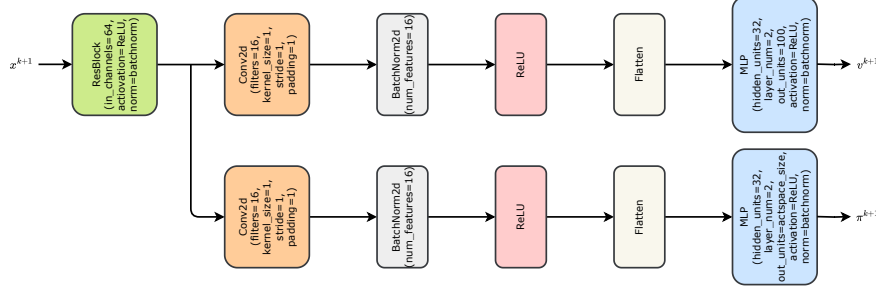 x^{k+1}
ResBlock
(in_channels=64,
actiovation=ReLU,
norm=batchnorm)
Conv2d
(filters=16,
kernel_size=1,
stride=1,
padding=1)
BatchNorm2d
(num_features=16)
ReLU
Flatten
MLP
(hidden_units=32,
layer_num=2,
out_units=100,
activation=ReLU,
norm=batchnorm)
v^{k+1}
Conv2d
(filters=16,
kernel_size=1,
stride=1,
padding=1)
BatchNorm2d
(num_features=16)
ReLU
Flatten
MLP
(hidden_units=32,
layer_num=2,
out_units=actspace_size,
activation=ReLU,
norm=batchnorm)
π^{k+1}